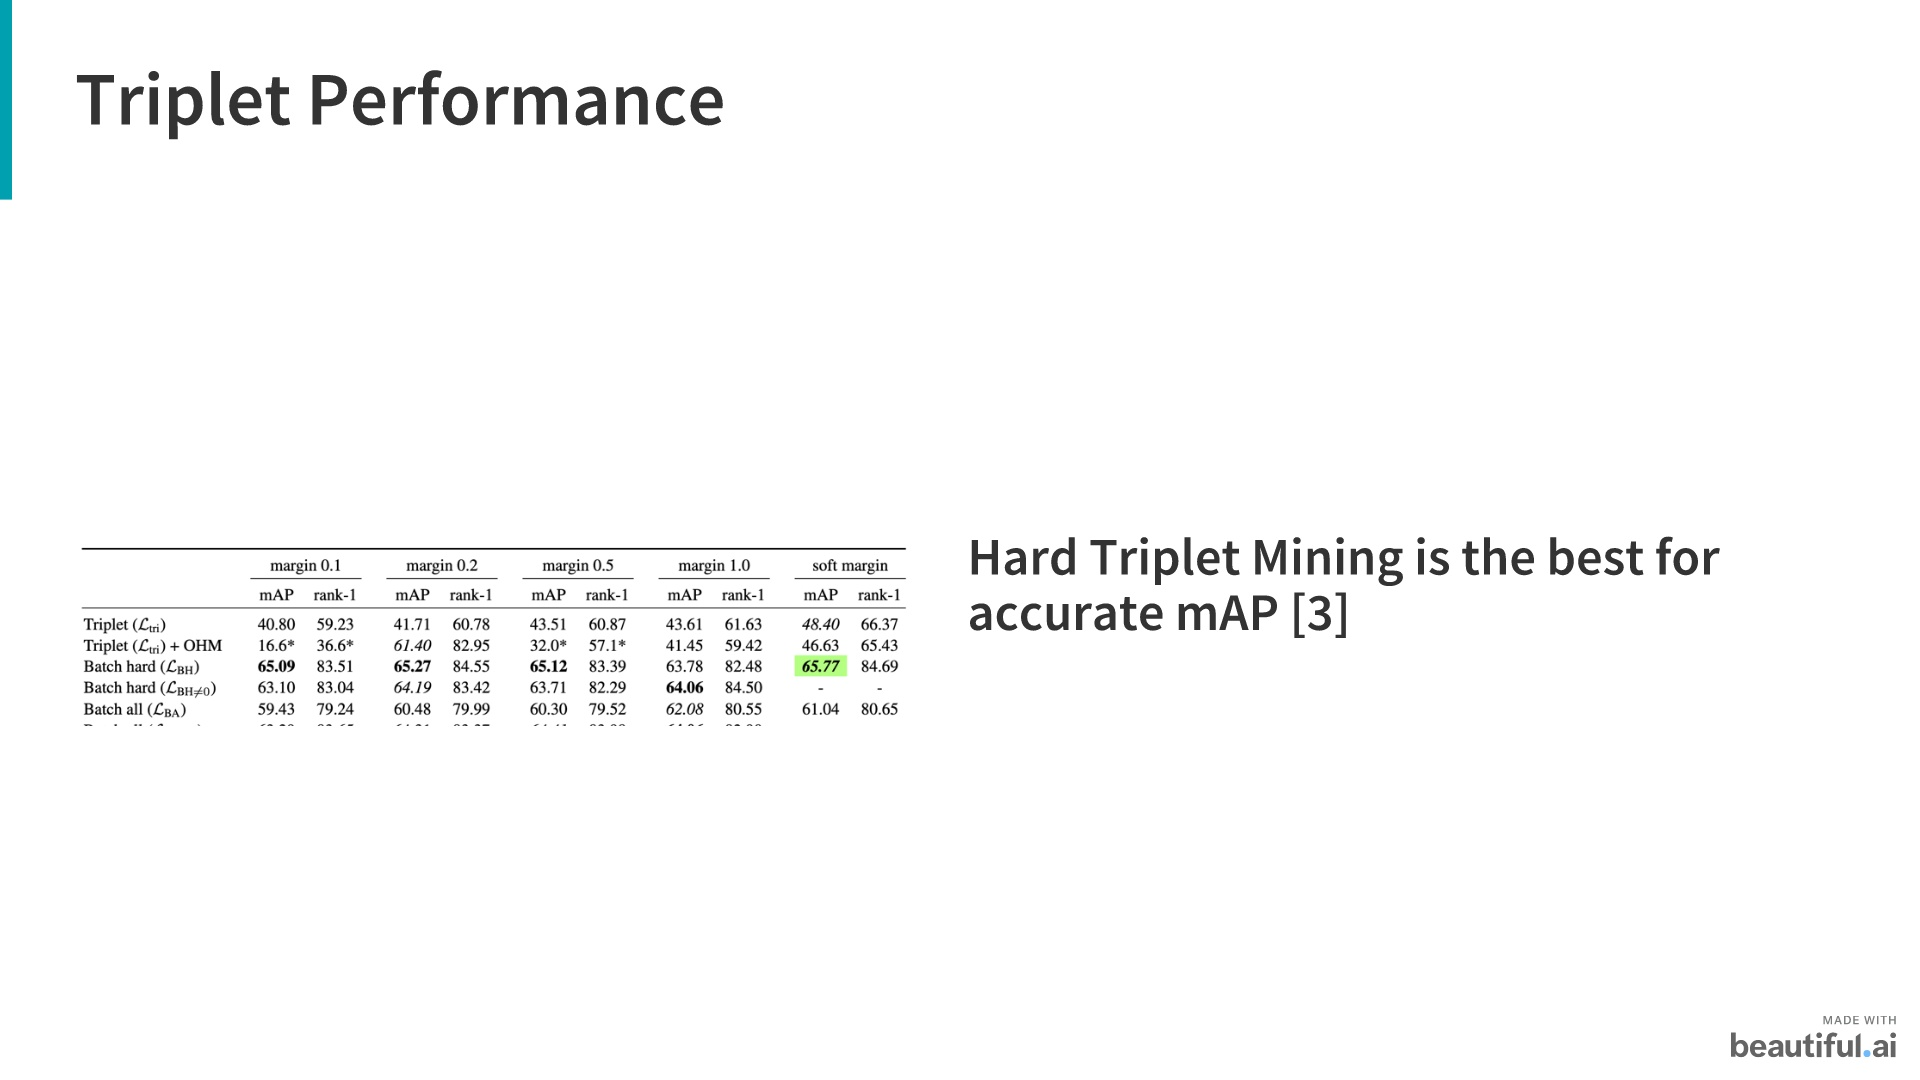 Triplet Performance
margin 0.1 margin 0.2 margin 0.5 margin 1.0 soft margin
mAP rank-1 mAP rank-1 mAP rank-1 mAP rank-1 mAP rank-1
Triplet (ℒtri) 40.80 59.23 41.71 60.78 43.51 60.87 43.61 61.63 48.40 66.37
Triplet (ℒtri) + OHM 16.6* 36.6* 61.40 82.95 32.0* 57.1* 41.45 59.42 46.63 65.43
Batch hard (ℒBH) 65.09 83.51 65.27 84.55 65.12 83.39 63.78 82.48 65.77 84.69
Batch hard (ℒBH≠0) 63.10 83.04 64.19 83.42 63.71 82.29 64.06 84.50 - -
Batch all (ℒBA) 59.43 79.24 60.48 79.99 60.30 79.52 62.08 80.55 61.04 80.65
Hard Triplet Mining is the best for
accurate mAP [3]
MADE WITH
beautiful.ai